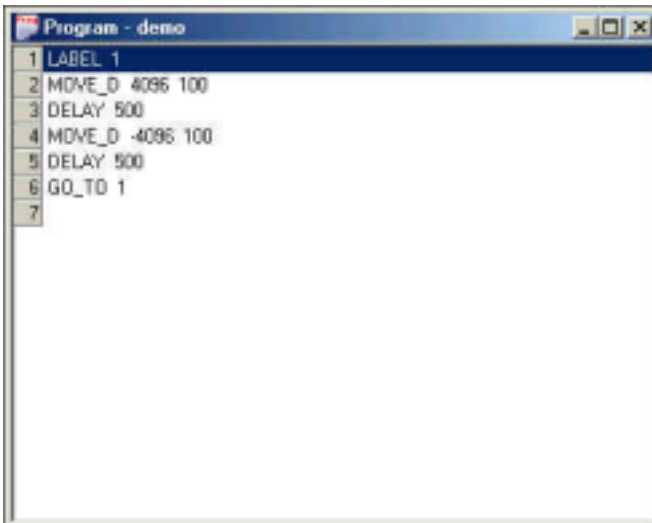 Program - demo
1 LABEL 1
2 MOVE_D 4096 100
3 DELAY 500
4 MOVE_D -4096 100
5 DELAY 500
6 GO_TO 1
7